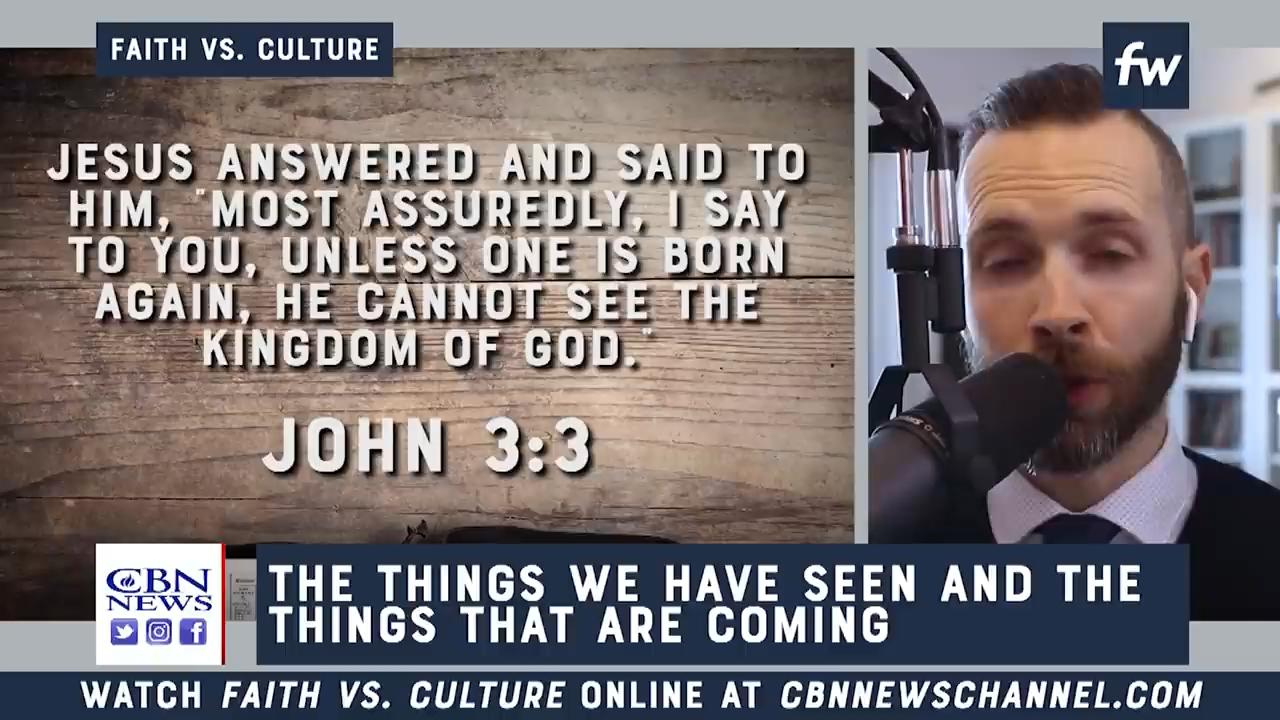 FAITH VS. CULTURE
fw
JESUS ANSWERED AND SAID TO
HIM, "MOST ASSUREDLY, I SAY
TO YOU, UNLESS ONE IS BORN
AGAIN, HE CANNOT SEE THE
KINGDOM OF GOD."
JOHN 3:3
CBN
NEWS
THE THINGS WE HAVE SEEN AND THE
THINGS THAT ARE COMING
WATCH FAITH VS. CULTURE ONLINE AT CBNNEWSCHANNEL.COM